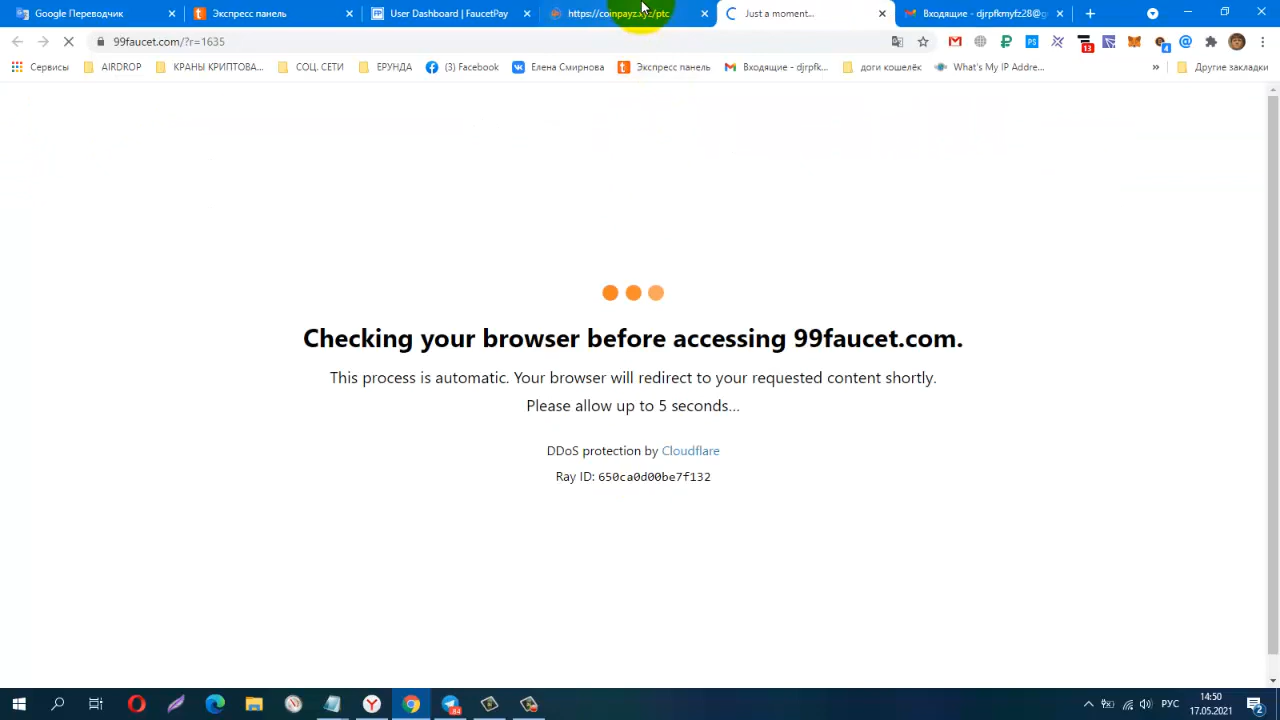 Google Переводчик
Экспресс панель
User Dashboard | FaucetPay
https://coinpayz.xyz/ptc
Just a moment...
Входящие - djrpfkmyfz28@g
99faucet.com/?r=1635
13
4
Сервисы
AIRDROP
КРАНЫ КРИПТОВА...
СОЦ. СЕТИ
ЕРУНДА
(3) Facebook
Елена Смирнова
Экспресс панель
Входящие - djrpfk...
доги кошелёк
What's My IP Addre...
»
Другие закладки
Checking your browser before accessing 99faucet.com.
This process is automatic. Your browser will redirect to your requested content shortly.
Please allow up to 5 seconds...
DDoS protection by Cloudflare
Ray ID: 650ca0d00be7f132
84
РУС
14:50
17.05.2021
2